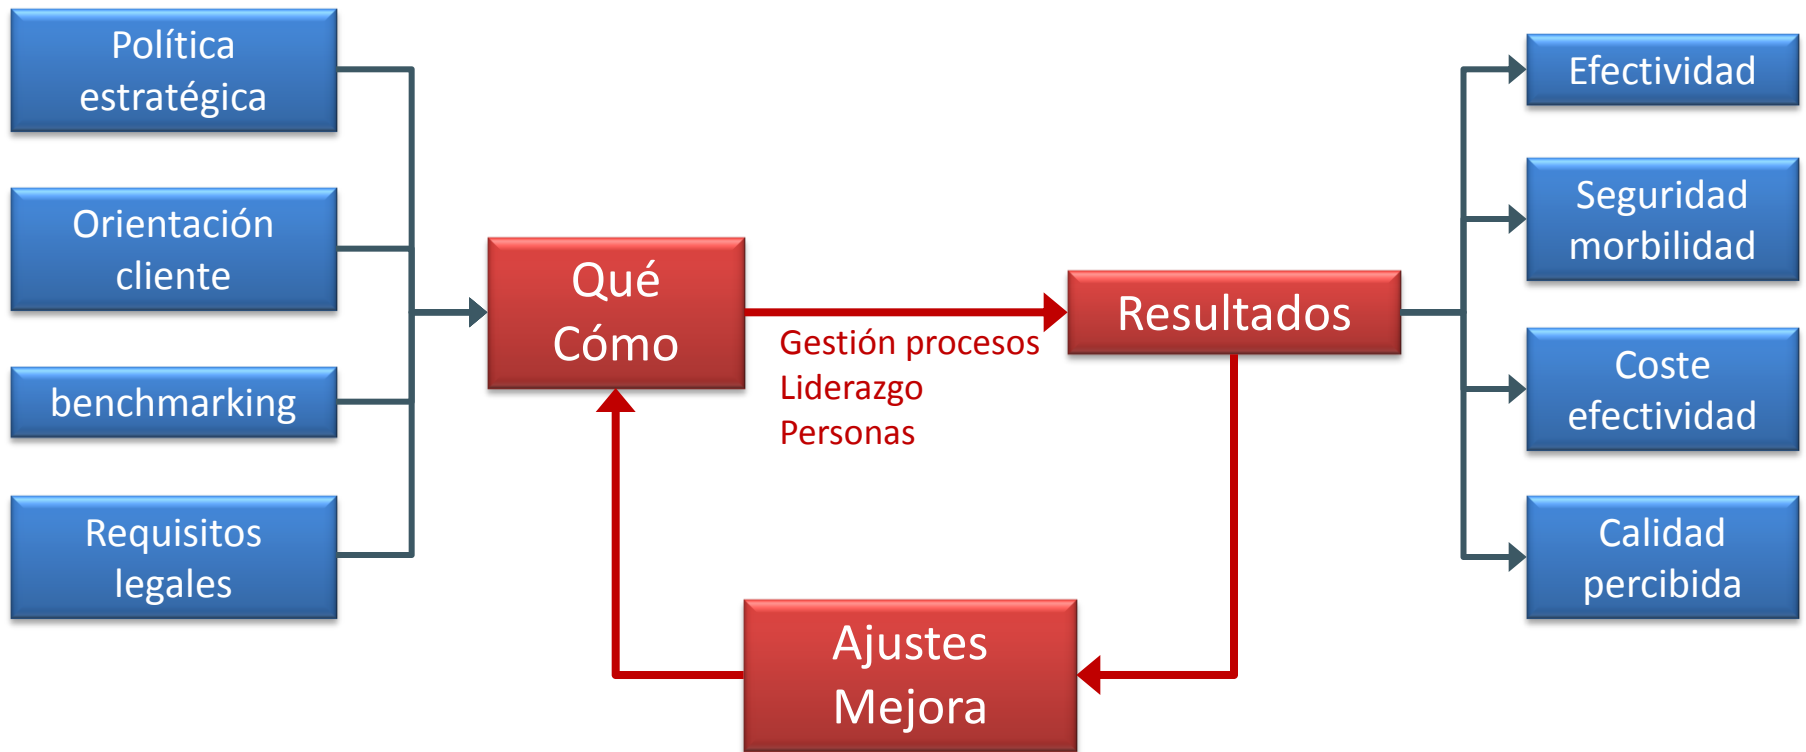 Política
estratégica
Orientación
cliente
benchmarking
Requisitos
legales
Qué
Cómo
Gestión procesos
Liderazgo
Personas
Resultados
Ajustes
Mejora
Efectividad
Seguridad
morbilidad
Coste
efectividad
Calidad
percibida